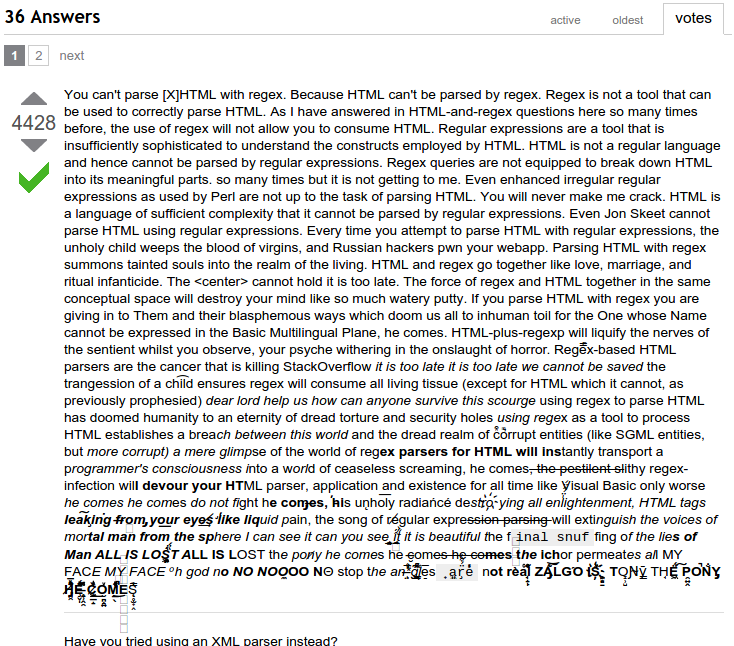 36 Answers
active oldest votes
1 2 next
4428
You can't parse [X]HTML with regex. Because HTML can't be parsed by regex. Regex is not a tool that can
be used to correctly parse HTML. As I have answered in HTML-and-regex questions here so many times
before, the use of regex will not allow you to consume HTML. Regular expressions are a tool that is
insufficiently sophisticated to understand the constructs employed by HTML. HTML is not a regular language
and hence cannot be parsed by regular expressions. Regex queries are not equipped to break down HTML
into its meaningful parts. so many times but it is not getting to me. Even enhanced irregular regular
expressions as used by Perl are not up to the task of parsing HTML. You will never make me crack. HTML is
a language of sufficient complexity that it cannot be parsed by regular expressions. Even Jon Skeet cannot
parse HTML using regular expressions. Every time you attempt to parse HTML with regular expressions, the
unholy child weeps the blood of virgins, and Russian hackers pwn your webapp. Parsing HTML with regex
summons tainted souls into the realm of the living. HTML and regex go together like love, marriage, and
ritual infanticide. The <center> cannot hold it is too late. The force of regex and HTML together in the same
conceptual space will destroy your mind like so much watery putty. If you parse HTML with regex you are
giving in to Them and their blasphemous ways which doom us all to inhuman toil for the One whose Name
cannot be expressed in the Basic Multilingual Plane, he comes. HTML-plus-regexp will liquify the nerves of
the sentient whilst you observe, your psyche withering in the onslaught of horror. Regex-based HTML
parsers are the cancer that is killing StackOverflow it is too late it is too late we cannot be saved the
trangession of a child ensures regex will consume all living tissue (except for HTML which it cannot, as
previously prophesied) dear lord help us how can anyone survive this scourge using regex to parse HTML
has doomed humanity to an eternity of dread torture and security holes using regex as a tool to process
HTML establishes a breach between this world and the dread realm of corrupt entities (like SGML entities,
but more corrupt) a mere glimpse of the world of regex parsers for HTML will instantly transport a
programmer's consciousness into a world of ceaseless screaming, he comes, the pestilent slithy regex-
infection will devour your HTML parser, application and existence for all time like Visual Basic only worse
he comes he comes do not fight he comes, his unholy radiancé destroying all enlightenment, HTML tags
leaking from your eyes like liquid pain, the song of regular expression parsing will extinguish the voices of
mortal man from the sphere I can see it can you see it it is beautiful the final snuf fing of the lies of
Man ALL IS LOST ALL IS LOST the pony he comes he comes he comes the ichor permeates all MY
FACE MY FACE ᵒh god no NO NOOOO NΘ stop the an*gles are not real ZALGO IS TONY THE PONY
HE COMES
Have you tried using an XML parser instead?